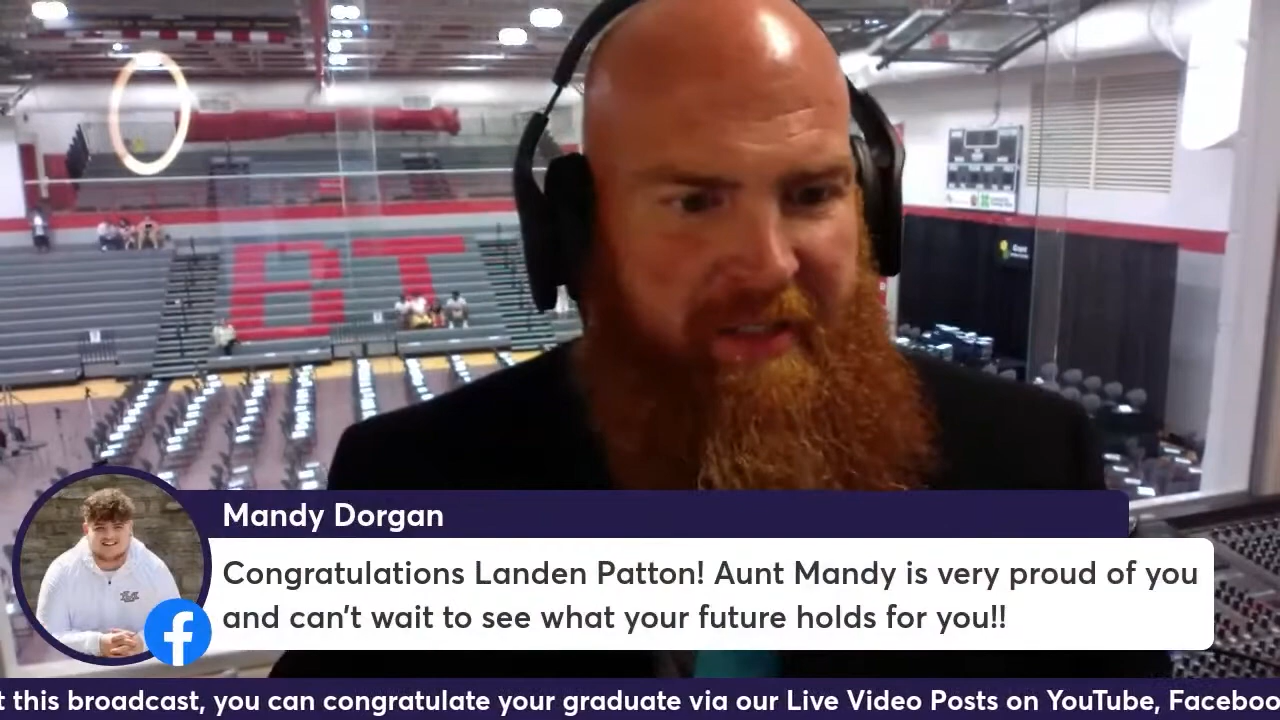 BT
Mandy Dorgan
Congratulations Landen Patton! Aunt Mandy is very proud of you
and can't wait to see what your future holds for you!!
t this broadcast, you can congratulate your graduate via our Live Video Posts on YouTube, Faceboo